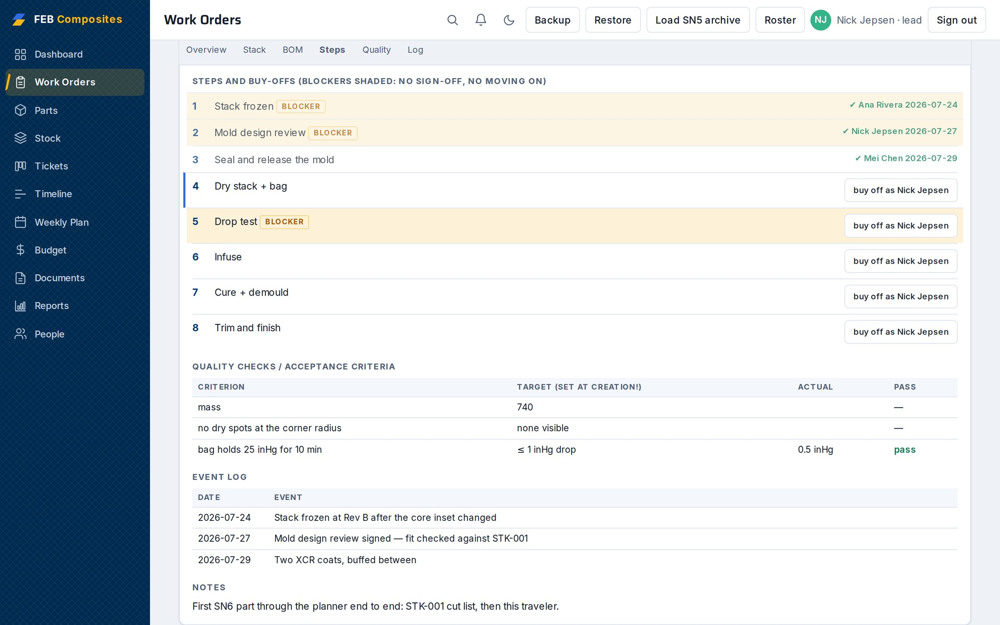 FEB Composites
Dashboard
Work Orders
Parts
Stock
Tickets
Timeline
Weekly Plan
Budget
Documents
Reports
People
Work Orders
Backup
Restore
Load SN5 archive
Roster
NJ
Nick Jepsen · lead
Sign out
Overview
Stack
BOM
Steps
Quality
Log
STEPS AND BUY-OFFS (BLOCKERS SHADED: NO SIGN-OFF, NO MOVING ON)
1 Stack frozen BLOCKER ✔ Ana Rivera 2026-07-24
2 Mold design review BLOCKER ✔ Nick Jepsen 2026-07-27
3 Seal and release the mold ✔ Mei Chen 2026-07-29
4 Dry stack + bag buy off as Nick Jepsen
5 Drop test BLOCKER buy off as Nick Jepsen
6 Infuse buy off as Nick Jepsen
7 Cure + demould buy off as Nick Jepsen
8 Trim and finish buy off as Nick Jepsen
QUALITY CHECKS / ACCEPTANCE CRITERIA
CRITERION TARGET (SET AT CREATION!) ACTUAL PASS
mass 740 —
no dry spots at the corner radius none visible —
bag holds 25 inHg for 10 min ≤ 1 inHg drop 0.5 inHg pass
EVENT LOG
DATE EVENT
2026-07-24 Stack frozen at Rev B after the core inset changed
2026-07-27 Mold design review signed — fit checked against STK-001
2026-07-29 Two XCR coats, buffed between
NOTES
First SN6 part through the planner end to end: STK-001 cut list, then this traveler.